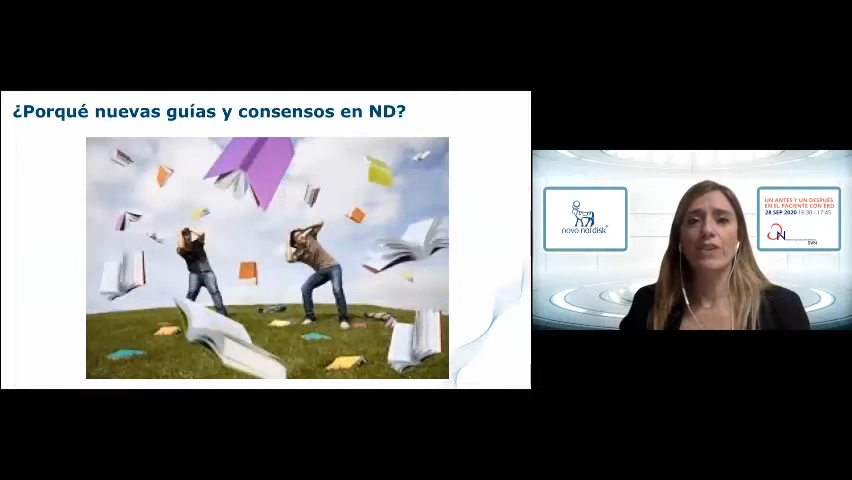 ¿Porqué nuevas guías y consensos en ND?
novo nordisk®
UN ANTES Y UN DESPUÉS
EN EL PACIENTE CON ERD
28 SEP 2020 16:30 - 17:45
N
SVN